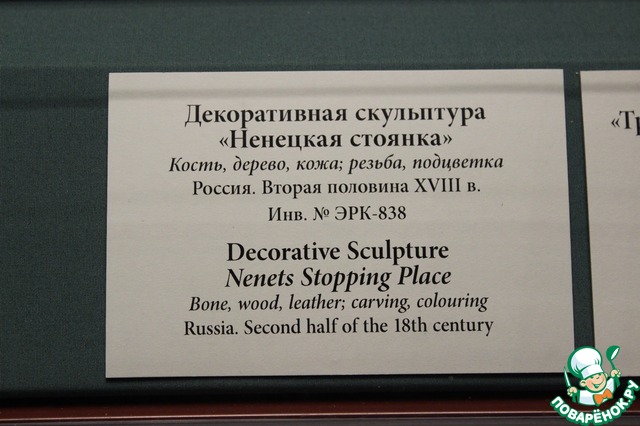 Декоративная скульптура
«Ненецкая стоянка»
Кость, дерево, кожа; резьба, подцветка
Россия. Вторая половина XVIII в.
Инв. № ЭРК-838
Decorative Sculpture
Nenets Stopping Place
Bone, wood, leather; carving, colouring
Russia. Second half of the 18th century
«Тр
ПОВАРЁНОК.РУ